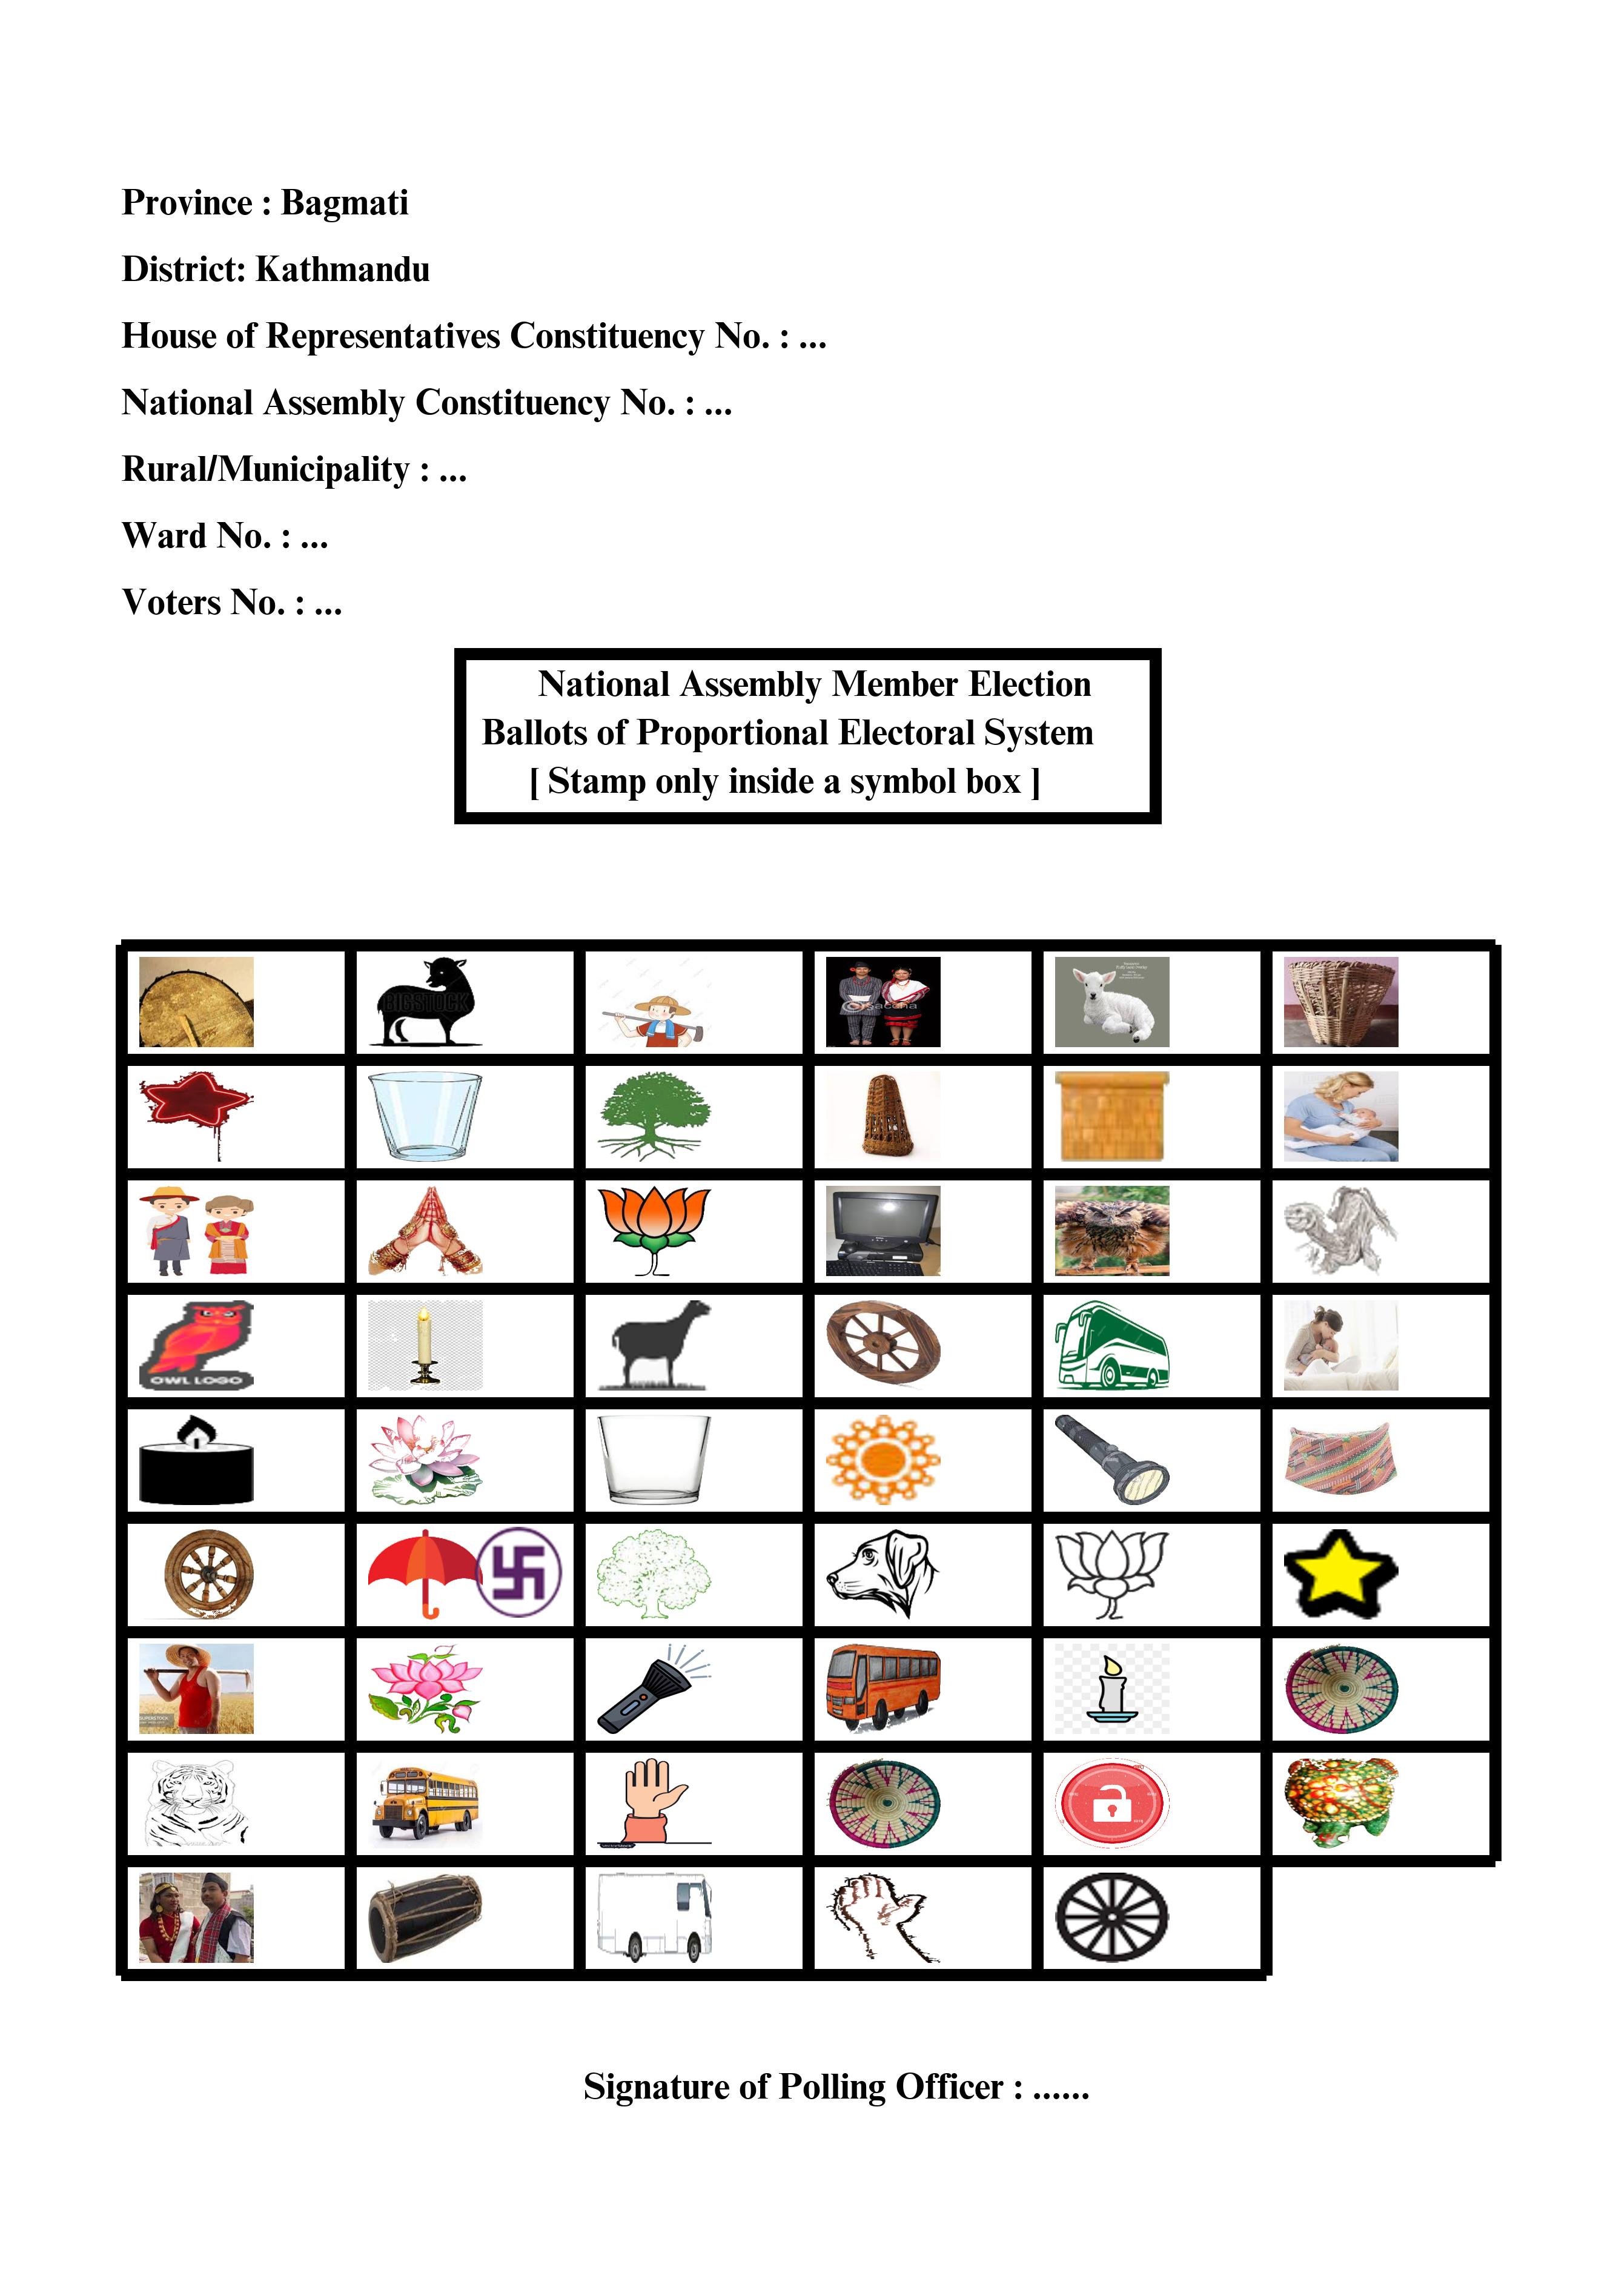 Province : Bagmati
District: Kathmandu
House of Representatives Constituency No. : ...
National Assembly Constituency No. : ...
Rural/Municipality : ...
Ward No. : ...
Voters No. : ...
National Assembly Member Election
Ballots of Proportional Electoral System
[ Stamp only inside a symbol box ]
BIGSTOCK
OWL LOGO
Signature of Polling Officer : ......